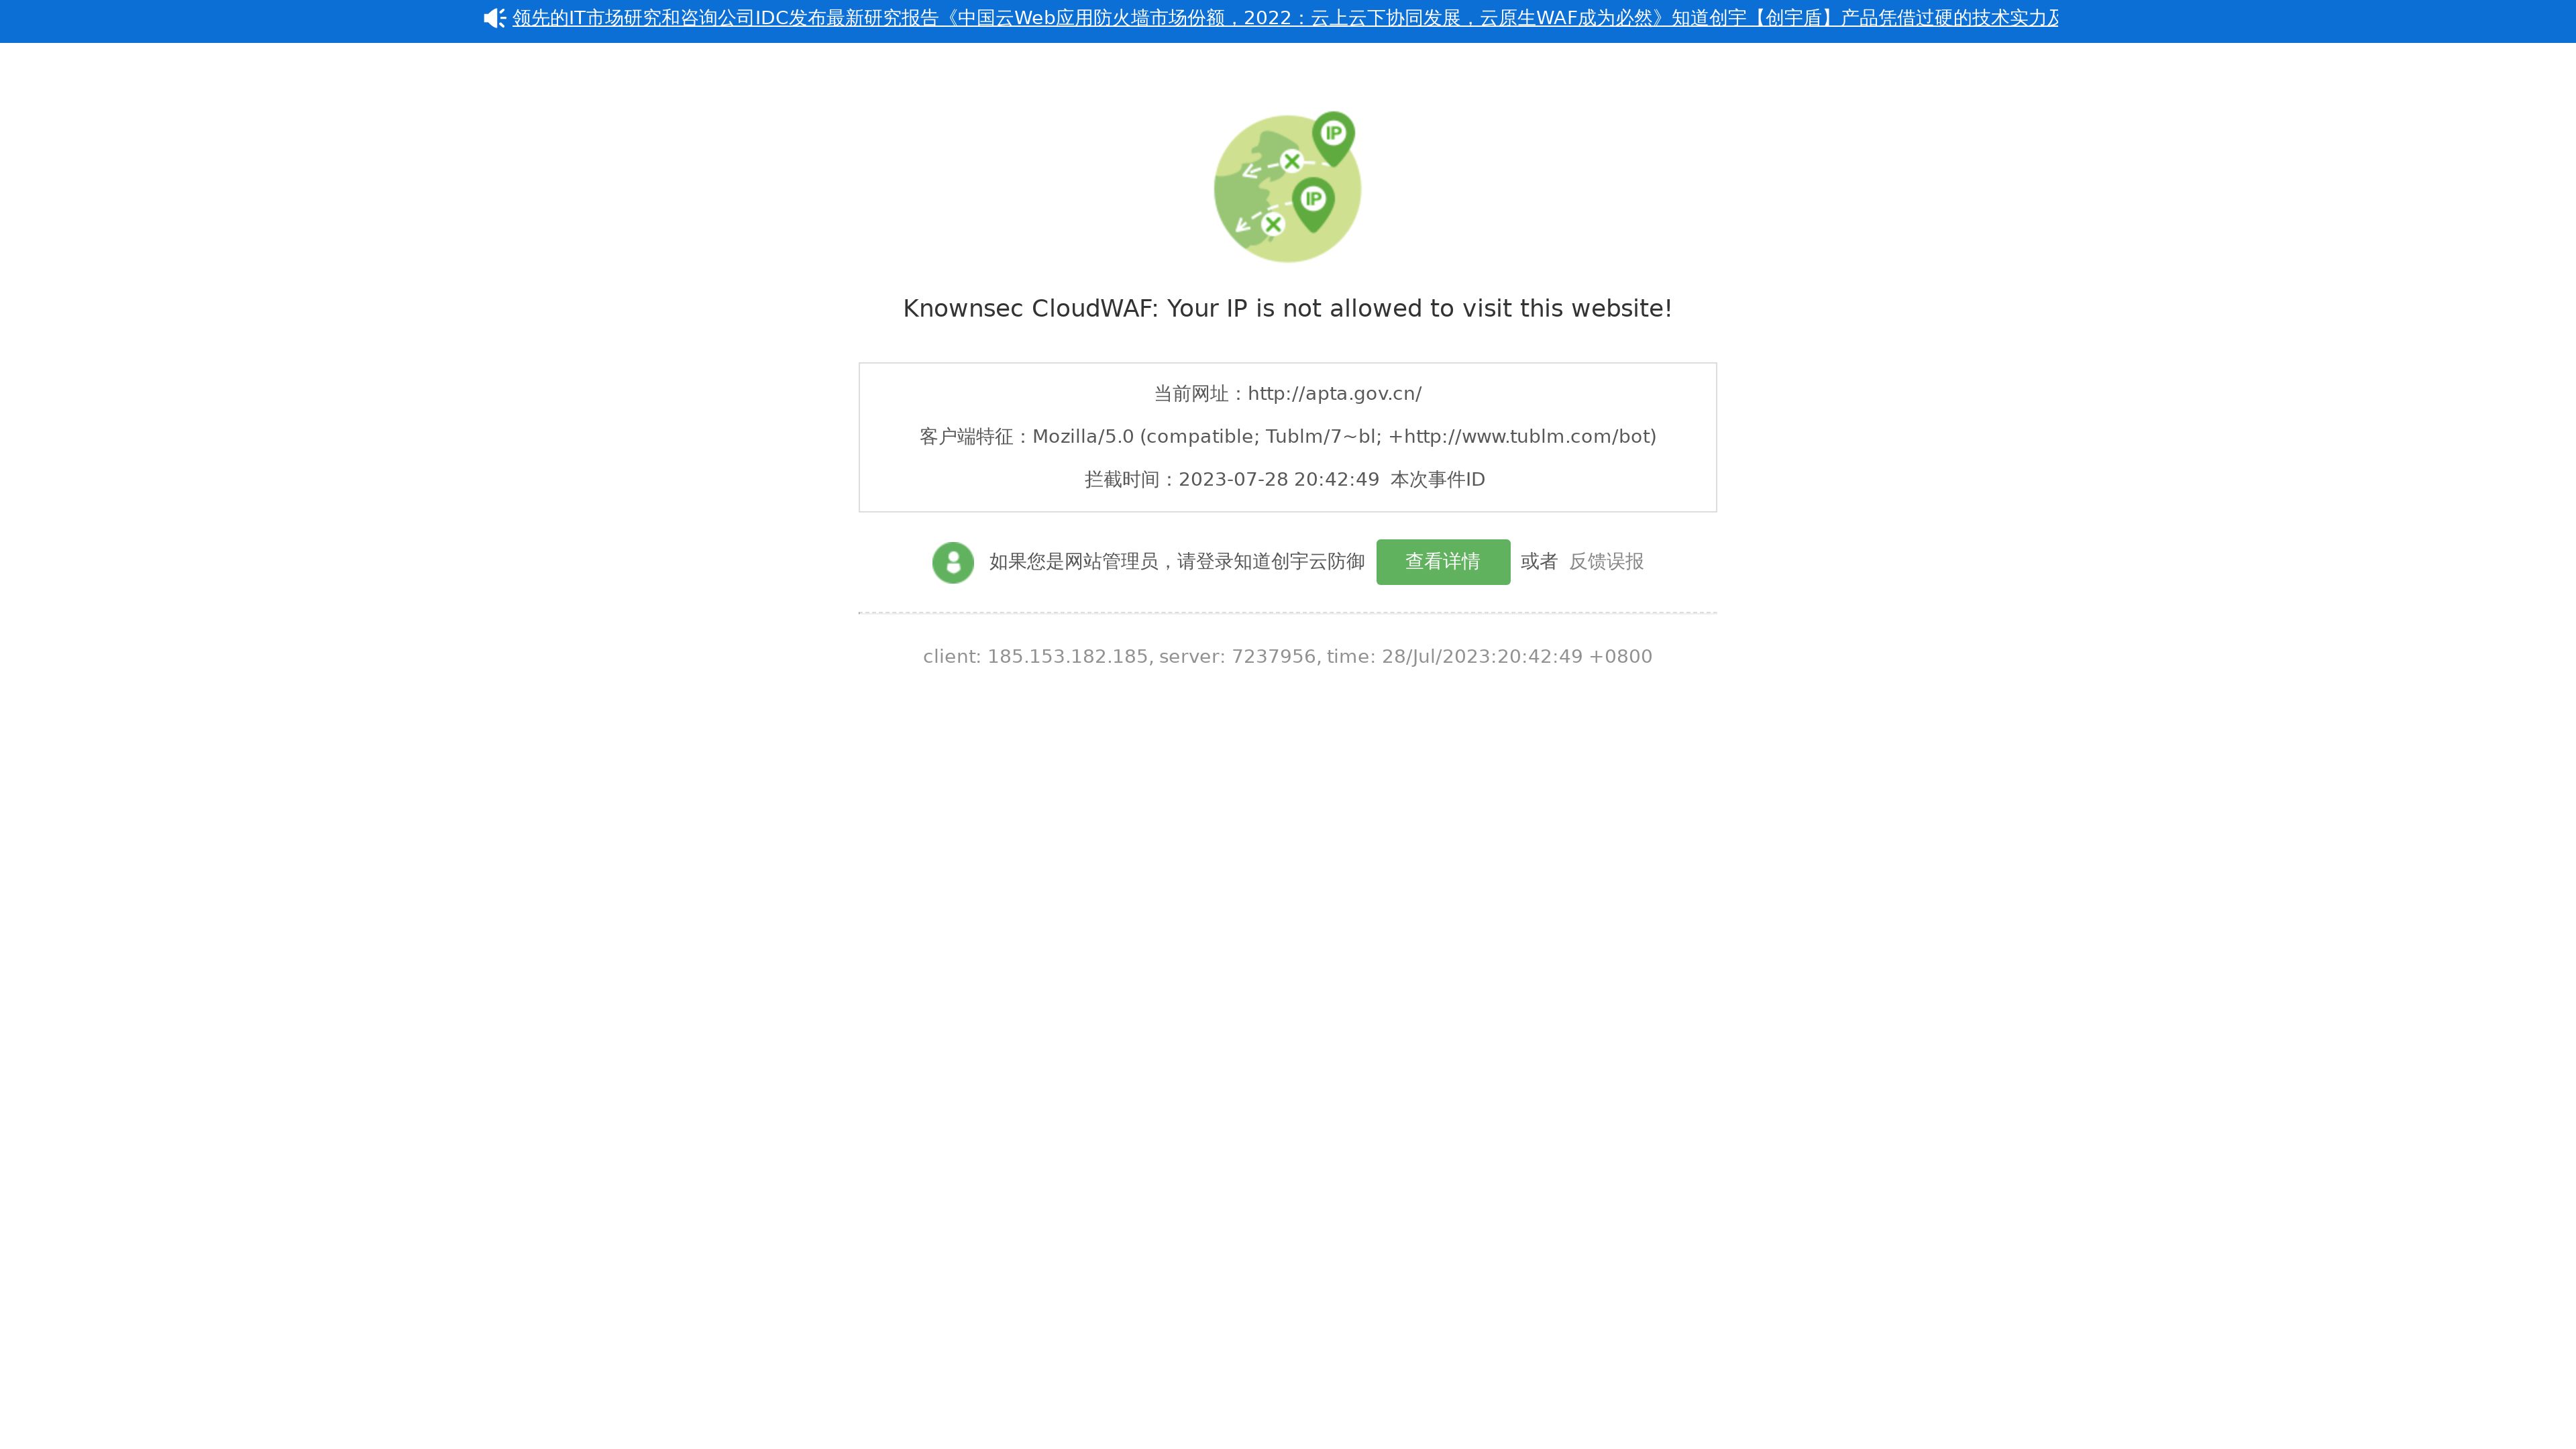 领先的IT市场研究和咨询公司IDC发布最新研究报告《中国云Web应用防火墙市场份额，2022：云上云下协同发展，云原生WAF成为必然》知道创宇【创宇盾】产品凭借过硬的技术实力及
IP
IP
Knownsec CloudWAF: Your IP is not allowed to visit this website!
当前网址：http://apta.gov.cn/
客户端特征：Mozilla/5.0 (compatible; Tublm/7~bl; +http://www.tublm.com/bot)
拦截时间：2023-07-28 20:42:49 本次事件ID
如果您是网站管理员，请登录知道创宇云防御 查看详情 或者 反馈误报
client: 185.153.182.185, server: 7237956, time: 28/Jul/2023:20:42:49 +0800